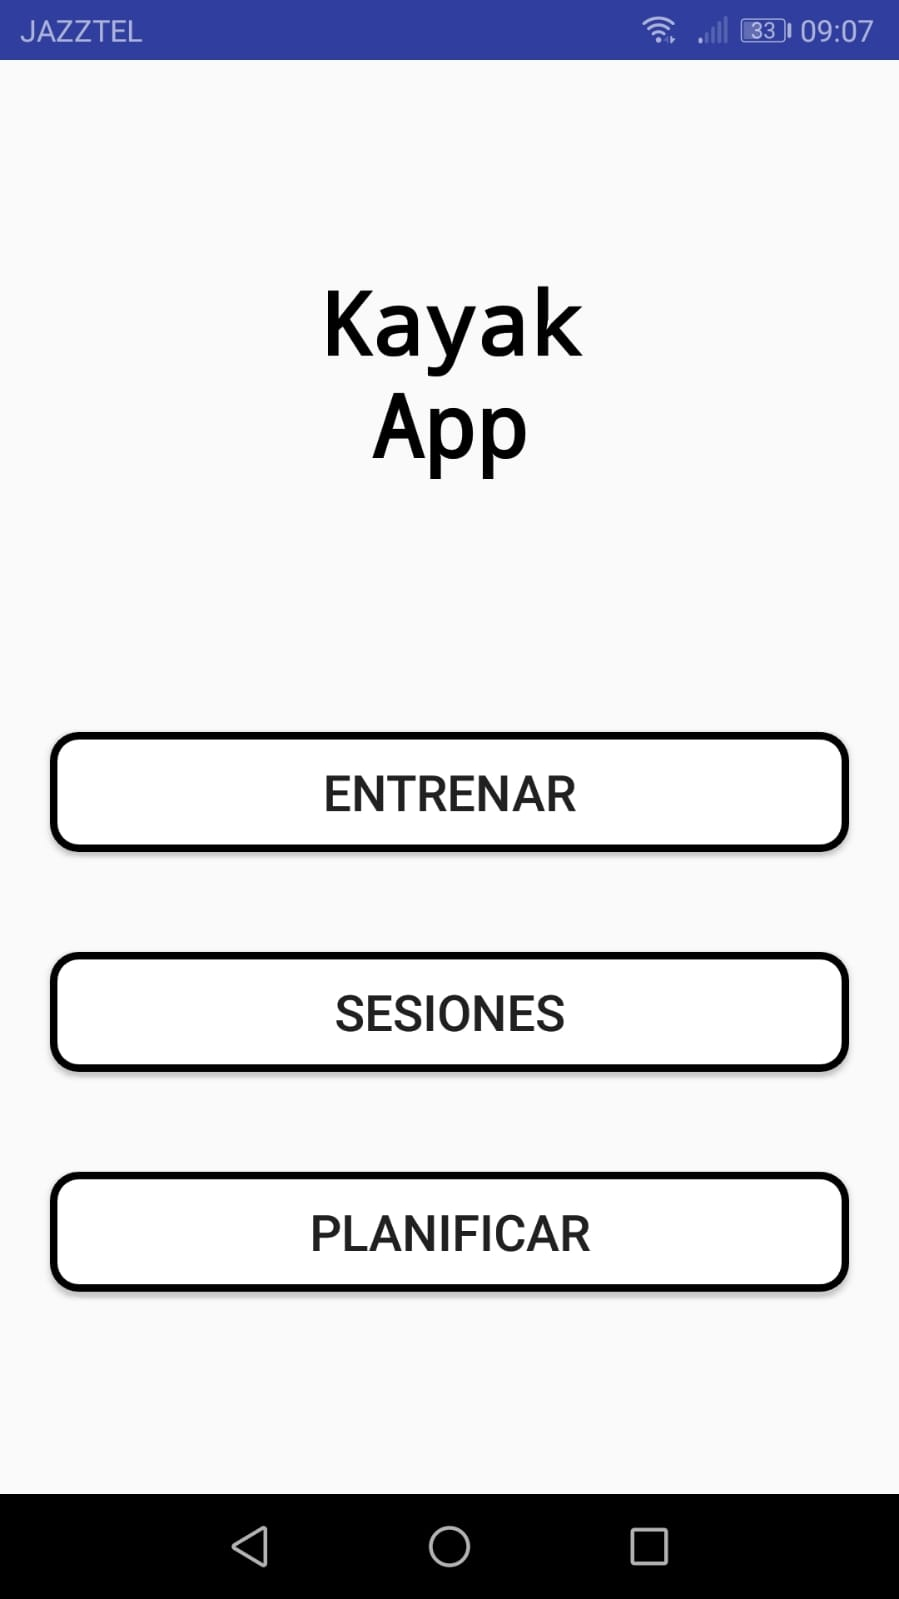 JAZZTEL 33 09:07
Kayak
App
ENTRENAR
SESIONES
PLANIFICAR